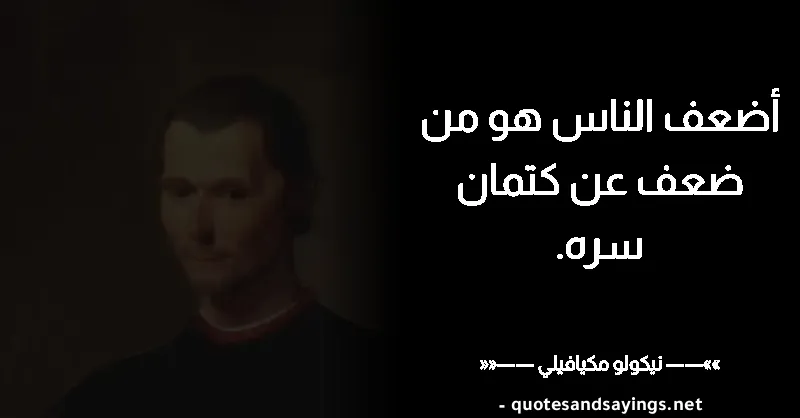 أضعف الناس هو من
ضعف عن كتمان
سره.
»»—— نيكولو مكيافيلي ——««
- quotesandsayings.net